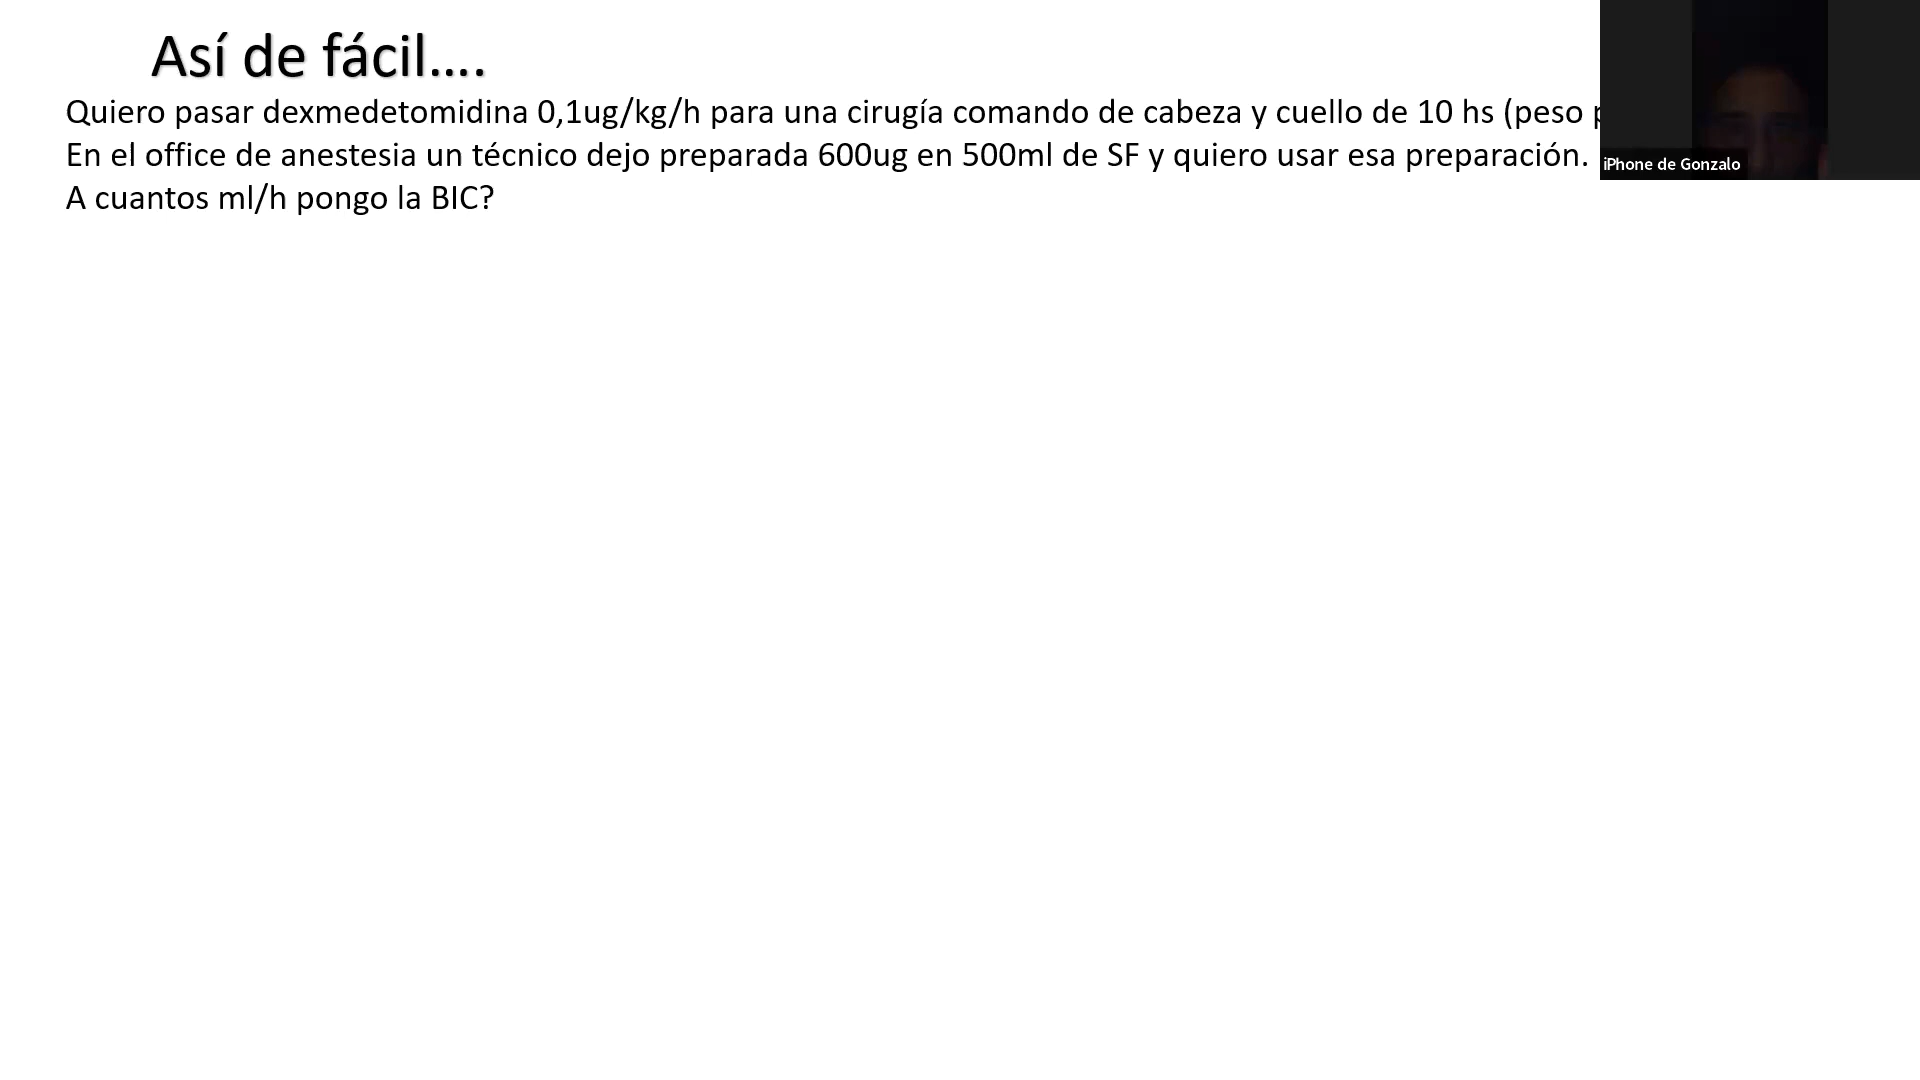 Así de fácil....
Quiero pasar dexmedetomidina 0,1ug/kg/h para una cirugía comando de cabeza y cuello de 10 hs (peso
En el office de anestesia un técnico dejo preparada 600ug en 500ml de SF y quiero usar esa preparación.
A cuantos ml/h pongo la BIC?
iPhone de Gonzalo